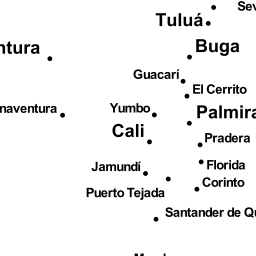 Sev
Tuluá
Buga
ntura
Guacarí
El Cerrito
naventura
Yumbo
Palmira
Cali
Pradera
Jamundí
Florida
Corinto
Puerto Tejada
Santander de Qu